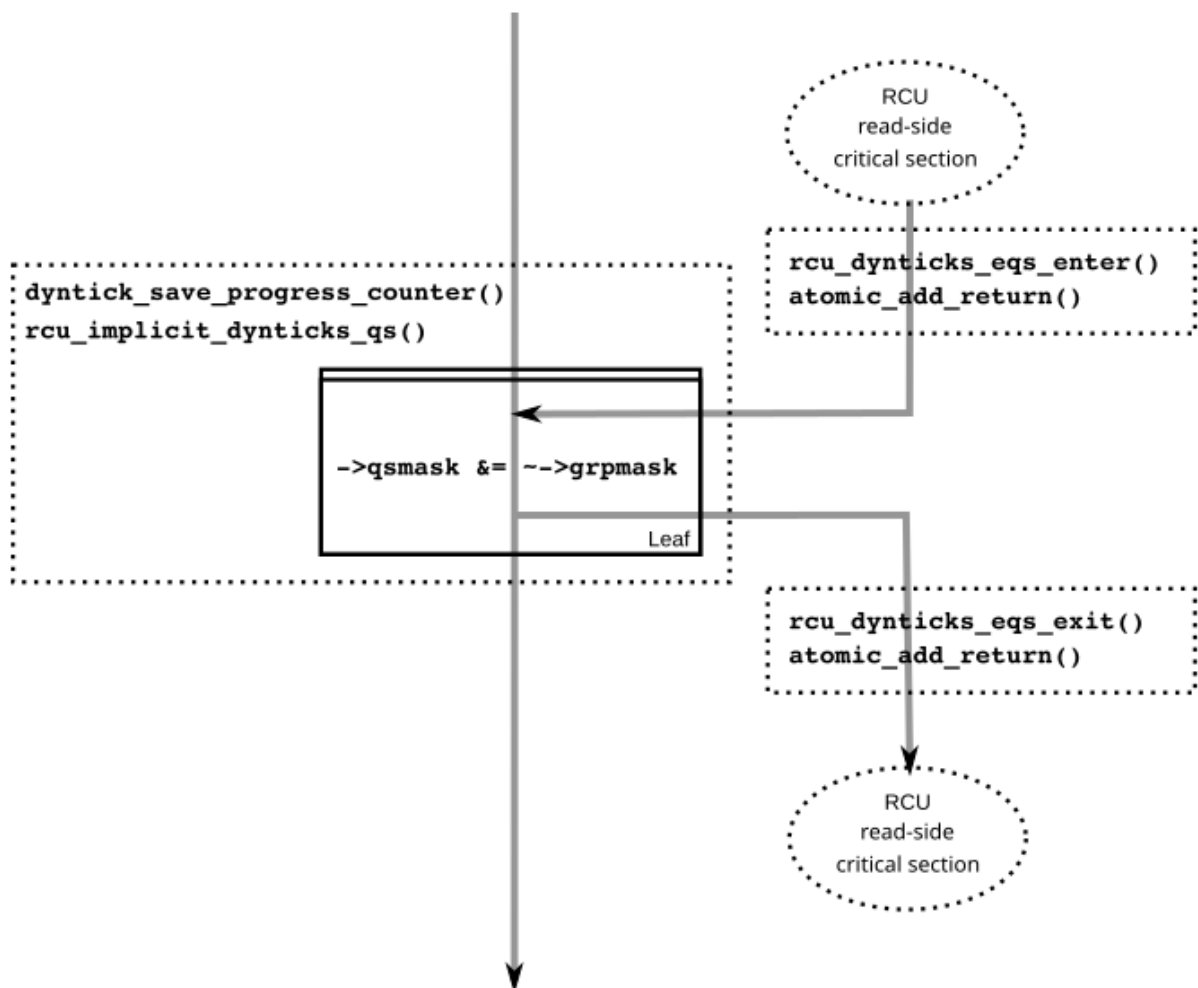 RCU
read-side
critical section
rcu_dynticks_eqs_enter()
atomic_add_return()
dyntick_save_progress_counter()
rcu_implicit_dynticks_qs()
->qsmask &= ~->grpmask
Leaf
rcu_dynticks_eqs_exit()
atomic_add_return()
RCU
read-side
critical section